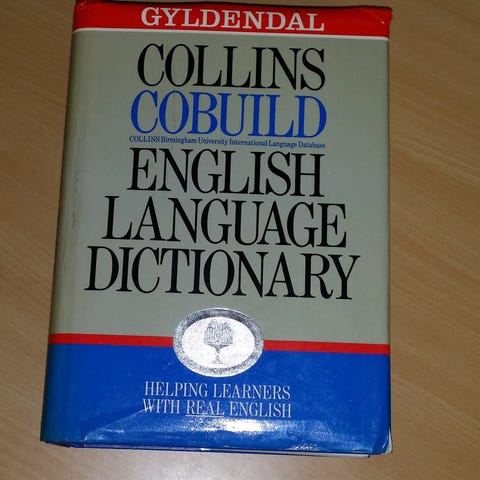 GYLDENDAL
COLLINS
COBUILD
COLLINS Birmingham University International Language Database
ENGLISH
LANGUAGE
DICTIONARY
HELPING LEARNERS
WITH REAL ENGLISH